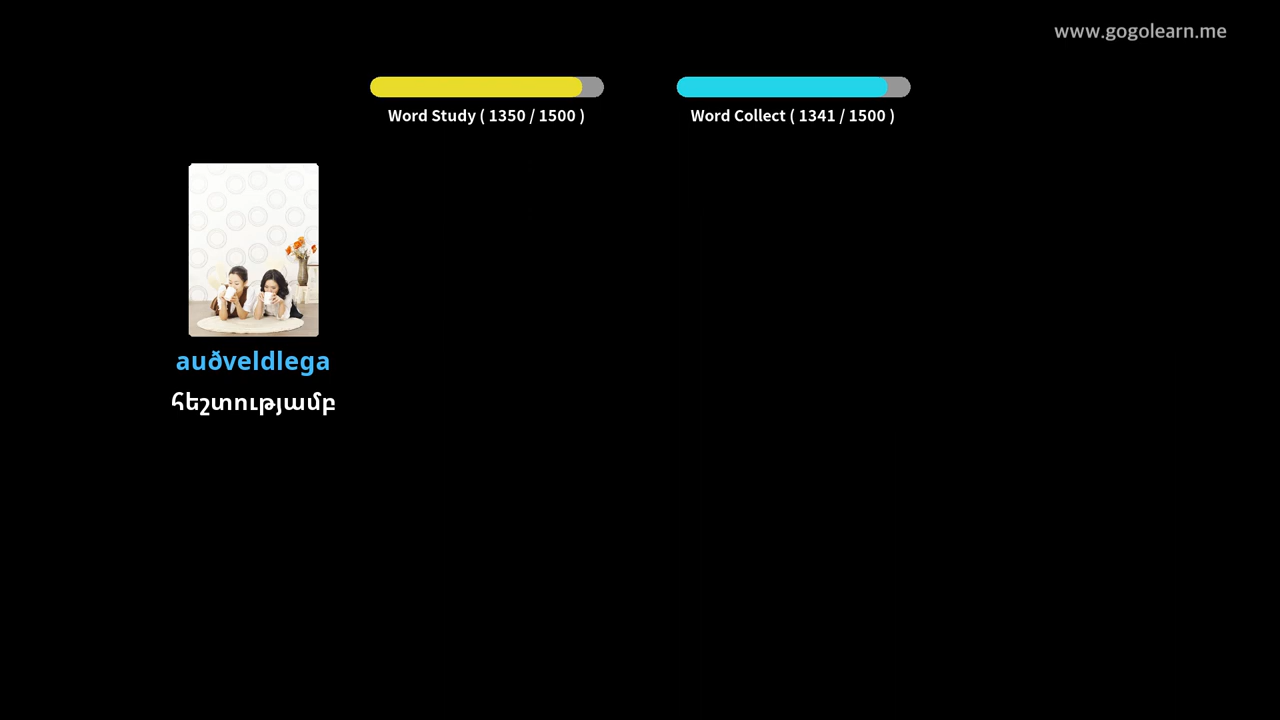 www.gogolearn.me
Word Study ( 1350 / 1500 )
Word Collect ( 1341 / 1500 )
auðveldlega
հեշտությամբ